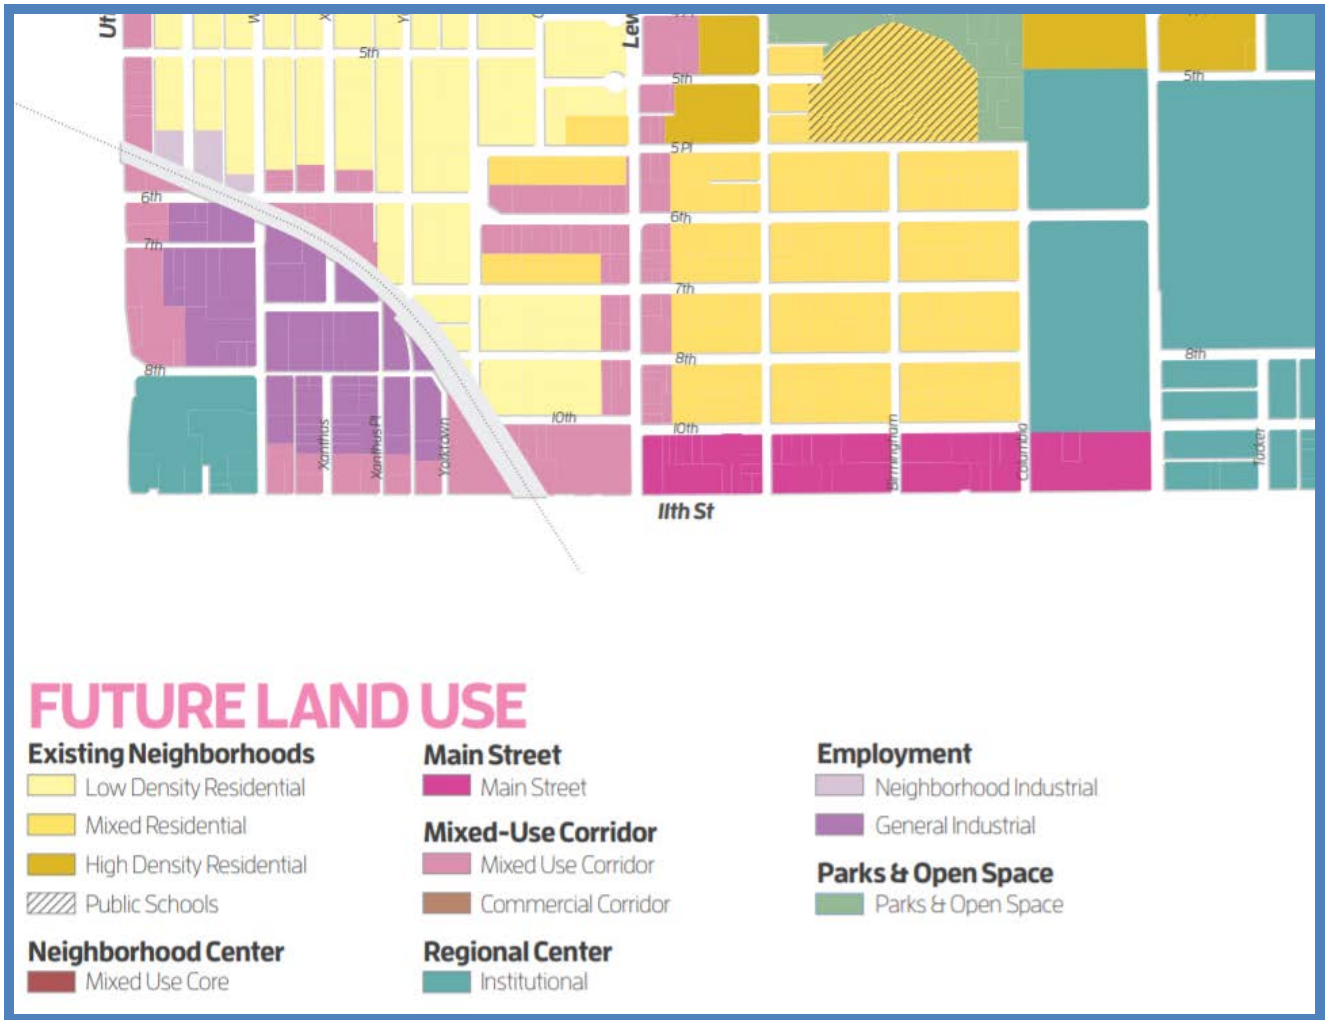 Ut
W
X
Y
Lew
5th
5th
5th
5 Pl
6th
6th
7th
7th
8th
8th
8th
10th
10th
Xanthus
Xanthus Pl
Yorktown
Birmingham
Columbia
Tucker
11th St
FUTURE LAND USE
Existing Neighborhoods
Low Density Residential
Mixed Residential
High Density Residential
Public Schools
Neighborhood Center
Mixed Use Core
Main Street
Main Street
Mixed-Use Corridor
Mixed Use Corridor
Commercial Corridor
Regional Center
Institutional
Employment
Neighborhood Industrial
General Industrial
Parks & Open Space
Parks & Open Space